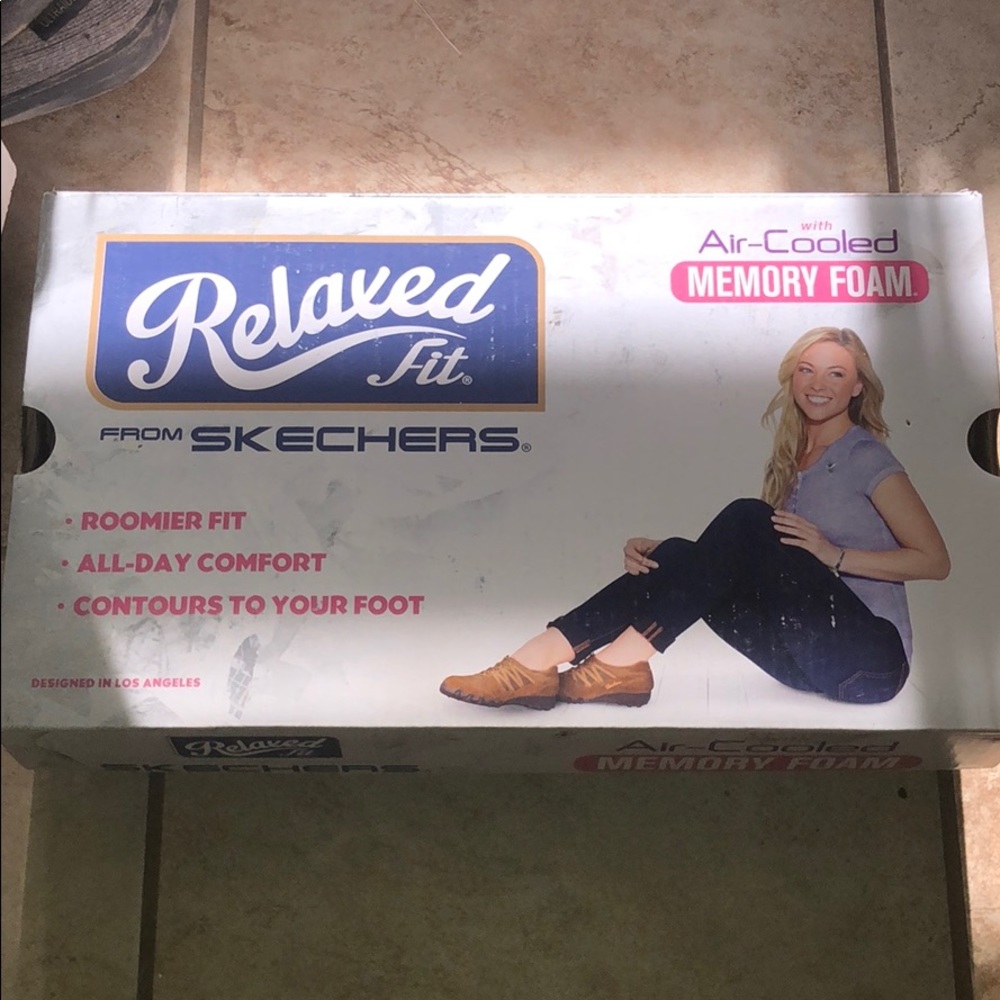 Relaxed
Fit®
FROM SKECHERS®
with
Air-Cooled
MEMORY FOAM
• ROOMIER FIT
• ALL-DAY COMFORT
• CONTOURS TO YOUR FOOT
DESIGNED IN LOS ANGELES
Relaxed
Fit
SKECHERS
Air-Cooled
MEMORY FOAM